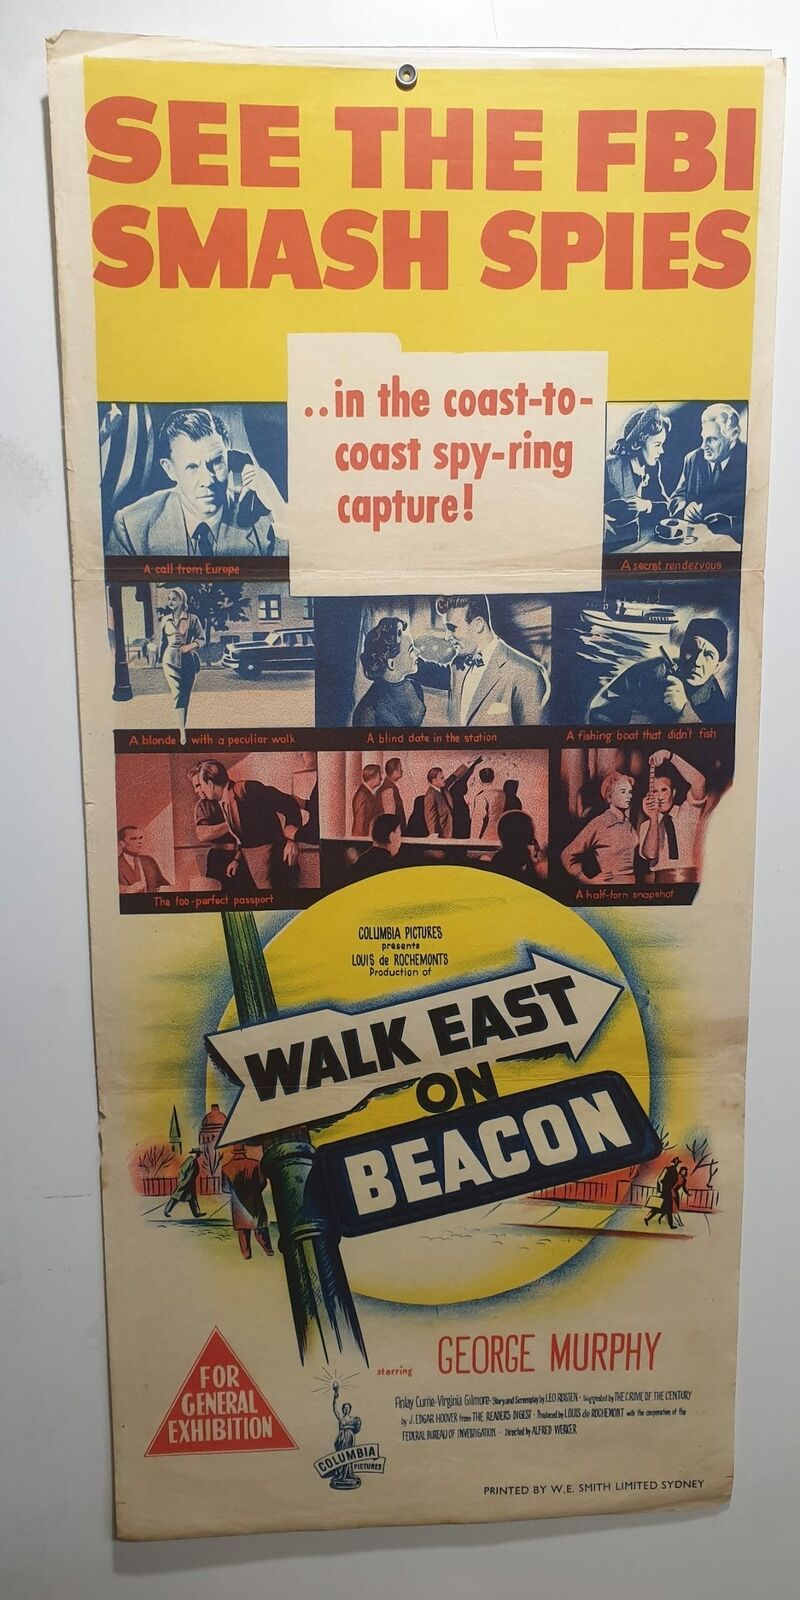 SEE THE FBI
SMASH SPIES
..in the coast-to-
coast spy-ring
capture!
A call from Europe
A secret rendezvous
A blonde with a peculiar walk
A blind date in the station
A fishing boat that didn't fish
The too-perfect passport
A half-torn snapshot
COLUMBIA PICTURES
presents
LOUIS de ROCHEMONTS
Production of
WALK EAST
ON
BEACON
starring GEORGE MURPHY
Finlay Currie · Virginia Gilmore · Story and Screenplay by LEO ROSTEN · Suggested by THE CRIME OF THE CENTURY
by J. EDGAR HOOVER from THE READERS DIGEST · Produced by LOUIS de ROCHEMONT with the cooperation of the
FEDERAL BUREAU OF INVESTIGATION · Directed by ALFRED WERKER
FOR
GENERAL
EXHIBITION
COLUMBIA
PICTURES
PRINTED BY W.E. SMITH LIMITED SYDNEY